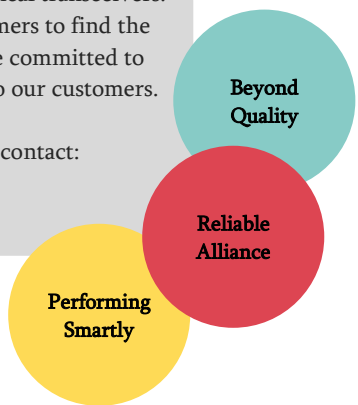 mers to find the
e committed to
o our customers.
contact:
Beyond
Quality
Reliable
Alliance
Performing
Smartly